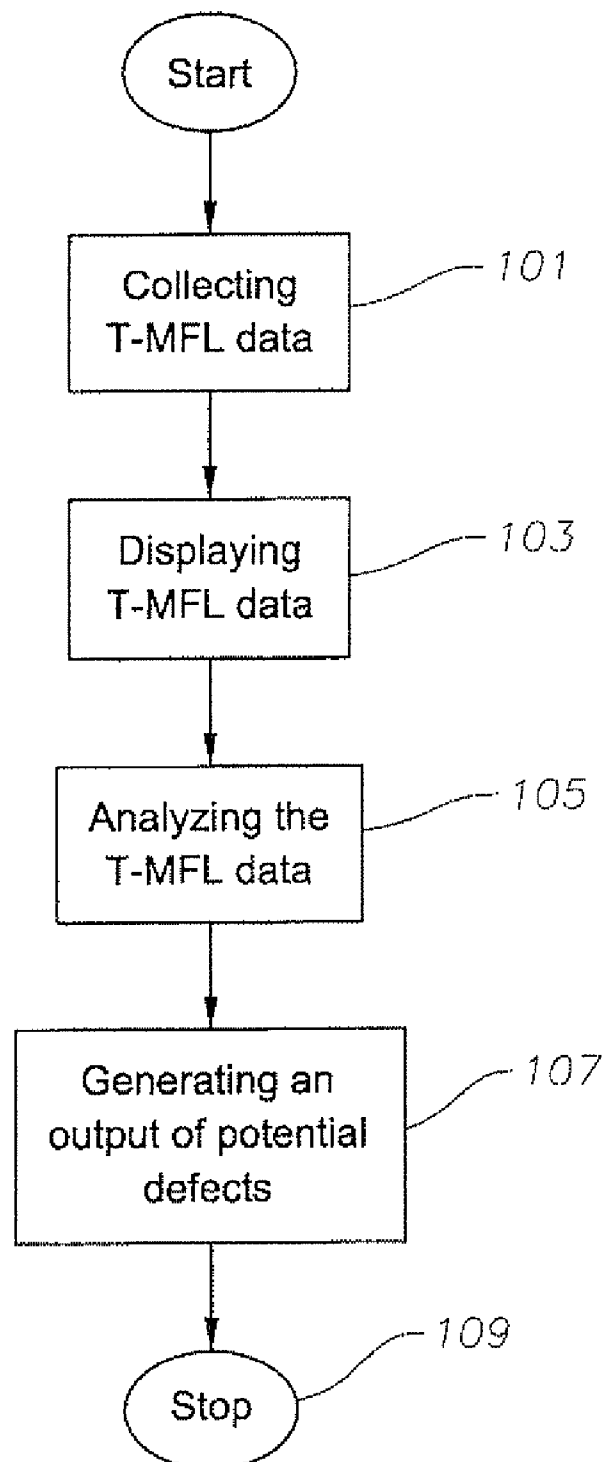 Start
Collecting
T-MFL data
101
Displaying
T-MFL data
103
Analyzing the
T-MFL data
105
Generating an
output of potential
defects
107
Stop
109